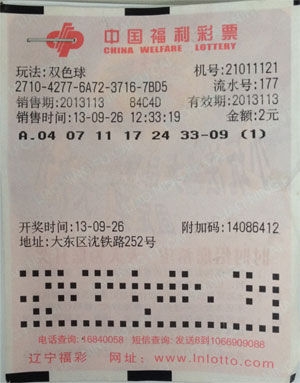 中国福利彩票
CHINA WELFARE LOTTERY
玩法:双色球 机号:21011121
2710-4277-6A72-3716-7BD5 流水号:177
销售期:2013113 84C4D 有效期:2013113
销售时间:13-09-26 12:33:19 金额:2元
A.04 07 11 17 24 33-09 (1)
开奖时间:13-09-26 附加码:14086412
地址:大东区沈铁路252号
电话查询:16840058 短信查询:发送8到1066909088
辽宁福彩 网址:www.lnlotto.com